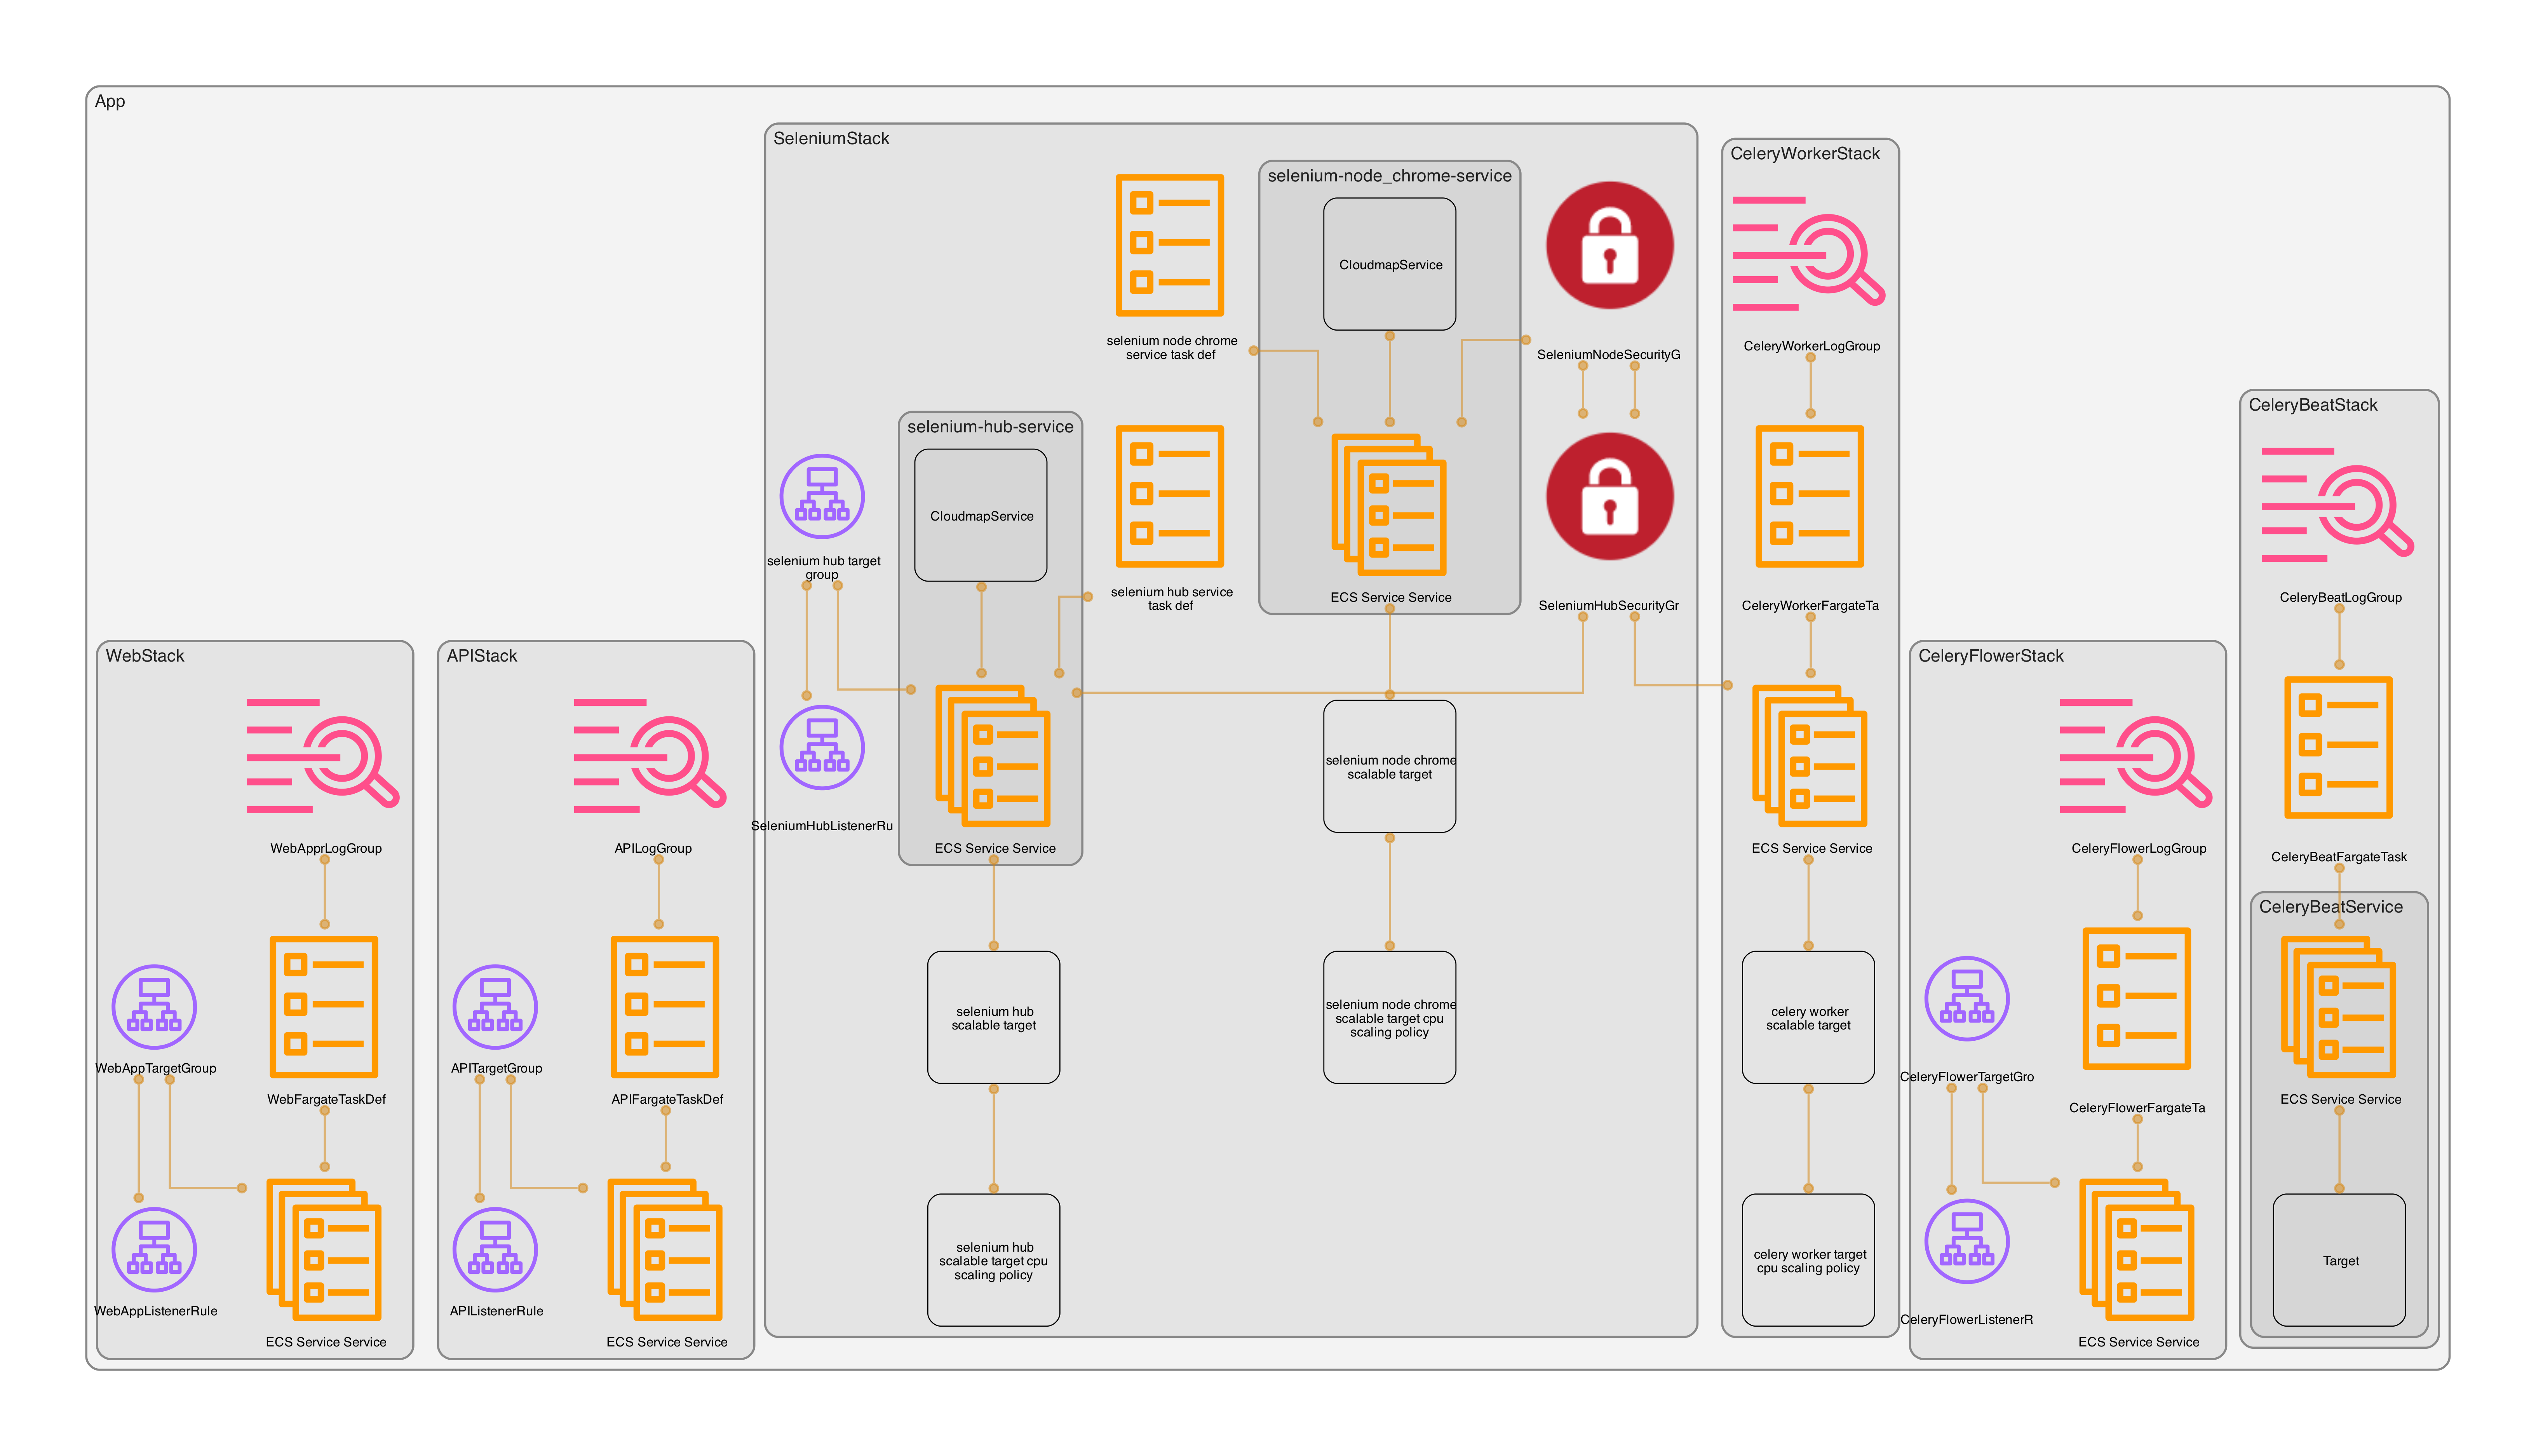 App
SeleniumStack
selenium node chrome
service task def
selenium-node_chrome-service
CloudmapService
ECS Service Service
SeleniumNodeSecurityG
SeleniumHubSecurityGr
selenium hub target
group
SeleniumHubListenerRu
selenium-hub-service
CloudmapService
ECS Service Service
selenium hub service
task def
selenium node chrome
scalable target
selenium node chrome
scalable target cpu
scaling policy
selenium hub
scalable target
selenium hub
scalable target cpu
scaling policy
CeleryWorkerStack
CeleryWorkerLogGroup
CeleryWorkerFargateTa
ECS Service Service
celery worker
scalable target
celery worker target
cpu scaling policy
WebStack
WebApprLogGroup
WebAppTargetGroup
WebFargateTaskDef
WebAppListenerRule
ECS Service Service
APIStack
APILogGroup
APITargetGroup
APIFargateTaskDef
APIListenerRule
ECS Service Service
CeleryFlowerStack
CeleryFlowerLogGroup
CeleryFlowerTargetGro
CeleryFlowerFargateTa
CeleryFlowerListenerR
ECS Service Service
CeleryBeatStack
CeleryBeatLogGroup
CeleryBeatFargateTask
CeleryBeatService
ECS Service Service
Target